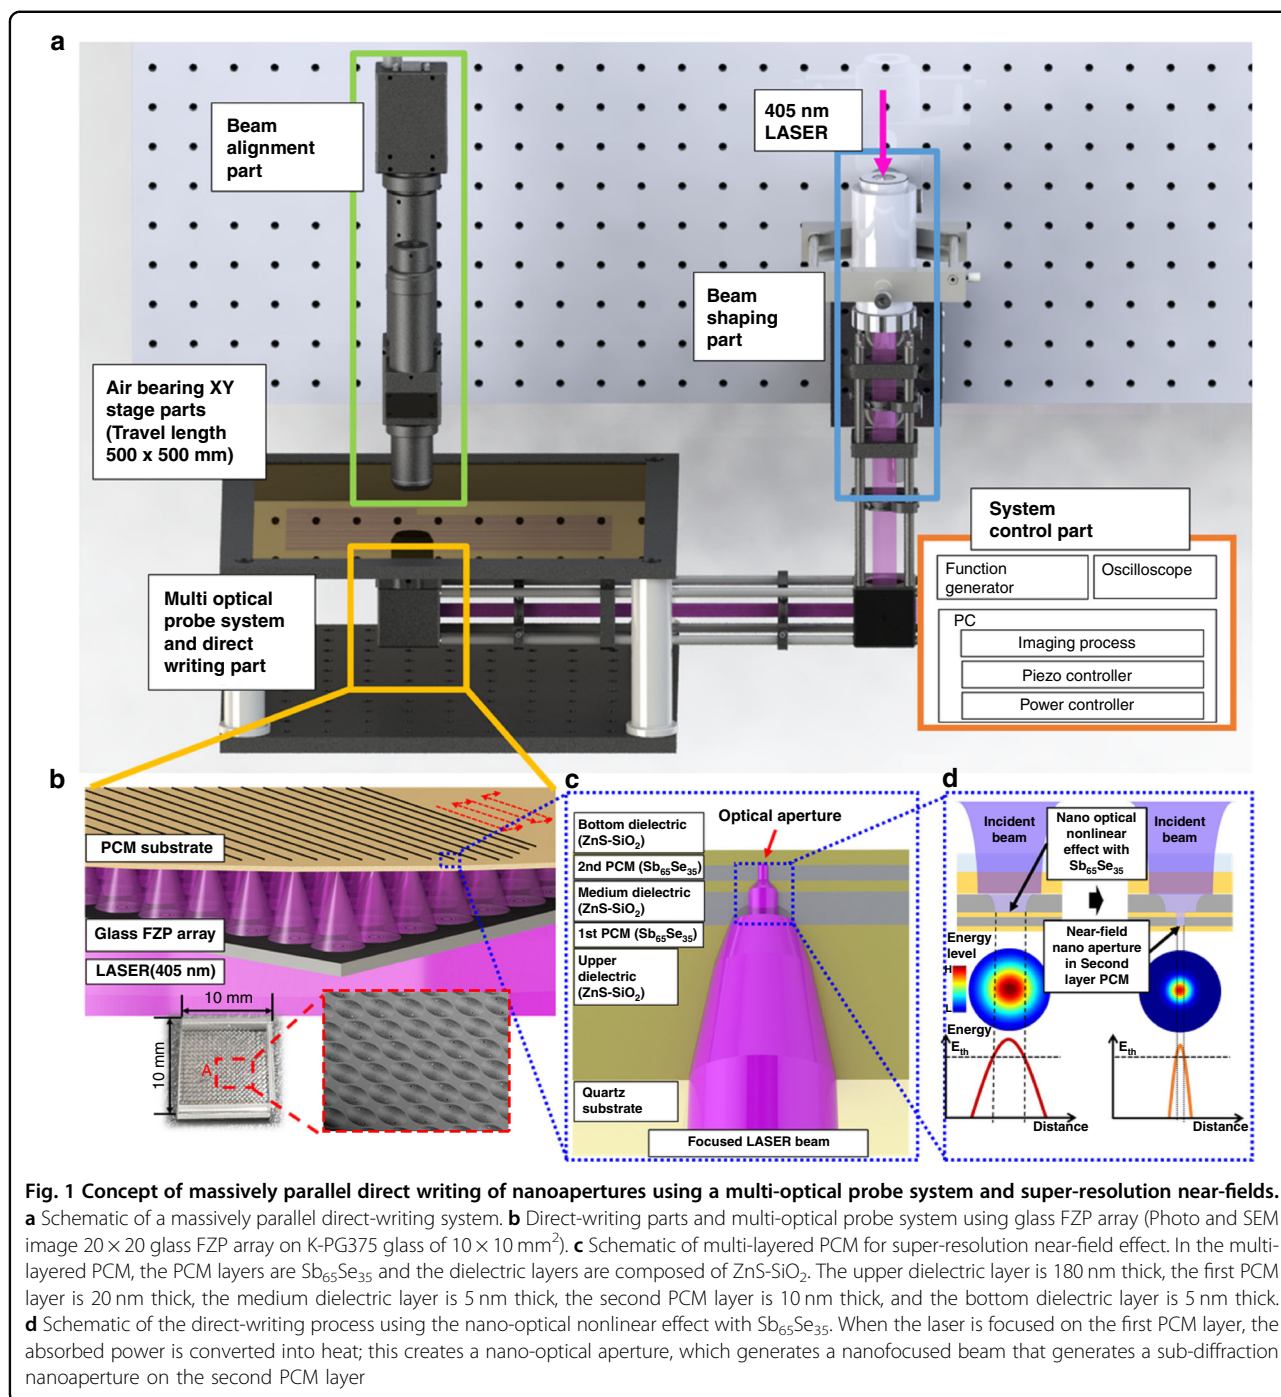 a
Beam
alignment
part
405 nm
LASER
Beam
shaping
part
Air bearing XY
stage parts
(Travel length
500 x 500 mm)
Multi optical
probe system
and direct
writing part
System
control part
Function
generator
Oscilloscope
PC
Imaging process
Piezo controller
Power controller
b
PCM substrate
Glass FZP array
LASER(405 nm)
10 mm
10 mm
A
c
Optical aperture
Bottom dielectric
(ZnS-SiO₂)
2nd PCM (Sb₆₅Se₃₅)
Medium dielectric
(ZnS-SiO₂)
1st PCM (Sb₆₅Se₃₅)
Upper
dielectric
(ZnS-SiO₂)
Quartz
substrate
Focused LASER beam
d
Incident
beam
Nano optical
nonlinear
effect with
Sb₆₅Se₃₅
Incident
beam
Near-field
nano aperture
in Second
layer PCM
Energy
level
H
L
Energy
Eₜₕ
Distance
Eₜₕ
Distance
Fig. 1 Concept of massively parallel direct writing of nanoapertures using a multi-optical probe system and super-resolution near-fields.
a Schematic of a massively parallel direct-writing system. b Direct-writing parts and multi-optical probe system using glass FZP array (Photo and SEM
image 20 × 20 glass FZP array on K-PG375 glass of 10 × 10 mm²). c Schematic of multi-layered PCM for super-resolution near-field effect. In the multi-
layered PCM, the PCM layers are Sb₆₅Se₃₅ and the dielectric layers are composed of ZnS-SiO₂. The upper dielectric layer is 180 nm thick, the first PCM
layer is 20 nm thick, the medium dielectric layer is 5 nm thick, the second PCM layer is 10 nm thick, and the bottom dielectric layer is 5 nm thick.
d Schematic of the direct-writing process using the nano-optical nonlinear effect with Sb₆₅Se₃₅. When the laser is focused on the first PCM layer, the
absorbed power is converted into heat; this creates a nano-optical aperture, which generates a nanofocused beam that generates a sub-diffraction
nanoaperture on the second PCM layer